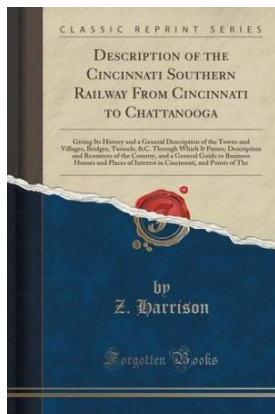 CLASSIC REPRINT SERIES
DESCRIPTION OF THE
CINCINNATI SOUTHERN
RAILWAY FROM CINCINNATI
TO CHATTANOOGA
Giving Its History and a General Description of the Towns and
Villages, Bridges, Tunnels, &C. Through Which It Passes; Description
and Resources of the Country, and a General Guide to Business
Houses and Places of Interest in Cincinnati, and Points of The
by
Z. Harrison
Forgotten Books